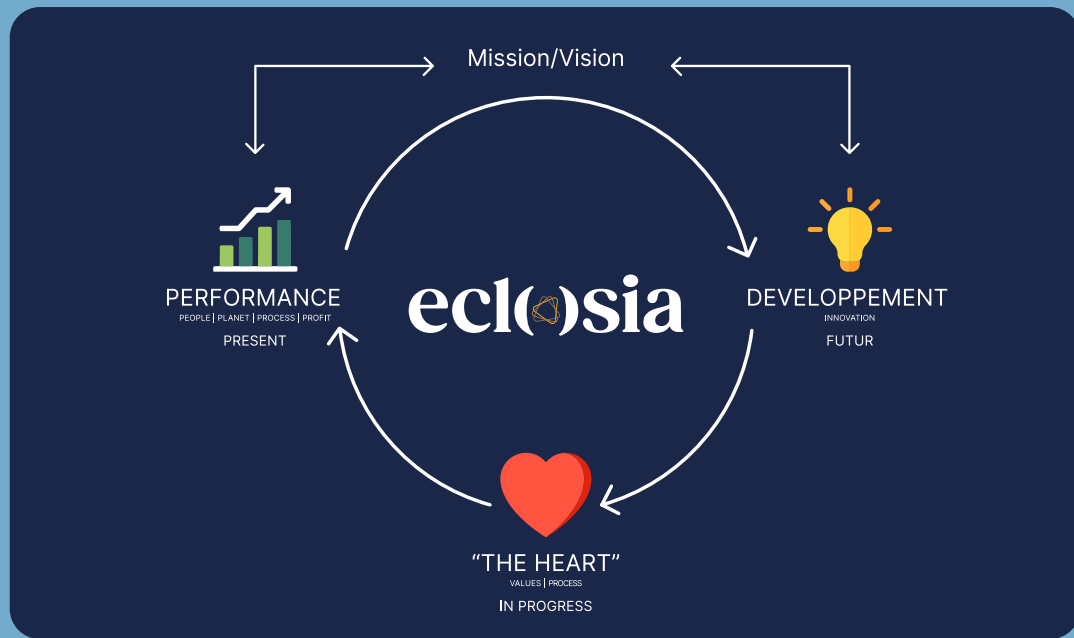 Mission/Vision
PERFORMANCE
PEOPLE | PLANET | PROCESS | PROFIT
PRESENT
eclosia
DEVELOPPEMENT
INNOVATION
FUTUR
“THE HEART”
VALUES | PROCESS
IN PROGRESS